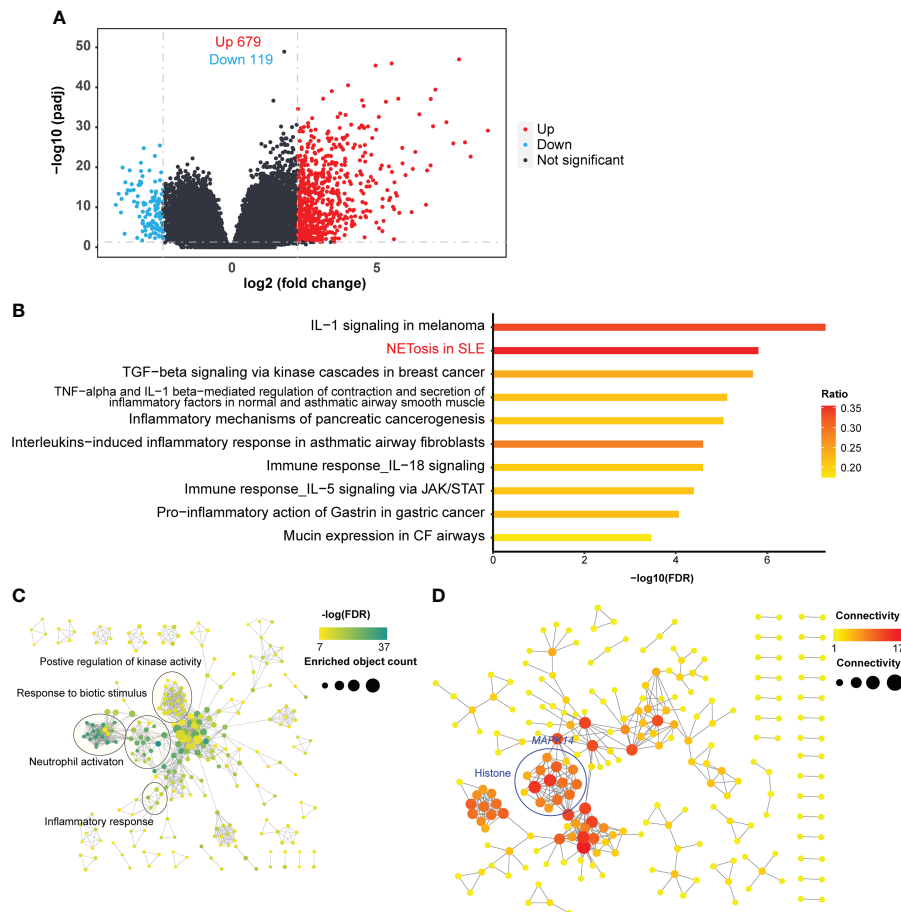 A
Up 679
Down 119
−log10 (padj)
50
40
30
20
10
0
0
5
log2 (fold change)
Up
Down
Not significant
B
IL−1 signaling in melanoma
NETosis in SLE
TGF−beta signaling via kinase cascades in breast cancer
TNF−alpha and IL−1 beta−mediated regulation of contraction and secretion of
inflammatory factors in normal and asthmatic airway smooth muscle
Inflammatory mechanisms of pancreatic cancerogenesis
Interleukins−induced inflammatory response in asthmatic airway fibroblasts
Immune response_IL−18 signaling
Immune response_IL−5 signaling via JAK/STAT
Pro−inflammatory action of Gastrin in gastric cancer
Mucin expression in CF airways
0
2
4
6
−log10(FDR)
Ratio
0.35
0.30
0.25
0.20
C
-log(FDR)
7
37
Enriched object count
Postive regulation of kinase activity
Response to biotic stimulus
Neutrophil activaton
Inflammatory response
D
Connectivity
1
17
Connectivity
MAPK14
Histone